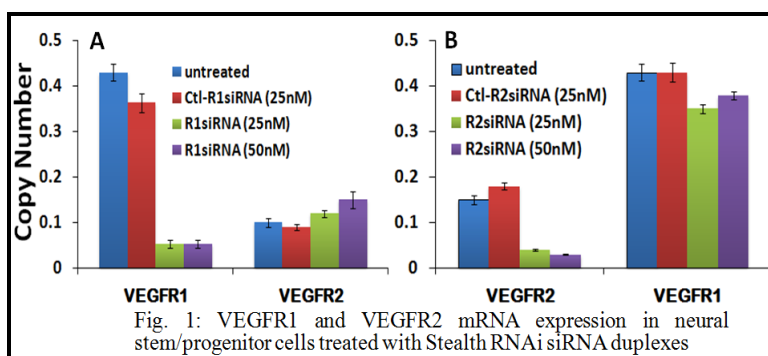 A
B
Copy Number
0.5
0.4
0.3
0.2
0.1
0
untreated
Ctl-R1siRNA (25nM)
R1siRNA (25nM)
R1siRNA (50nM)
VEGFR1
VEGFR2
0.5
0.4
0.3
0.2
0.1
0
untreated
Ctl-R2siRNA (25nM)
R2siRNA (25nM)
R2siRNA (50nM)
VEGFR2
VEGFR1
Fig. 1: VEGFR1 and VEGFR2 mRNA expression in neural
stem/progenitor cells treated with Stealth RNAi siRNA duplexes